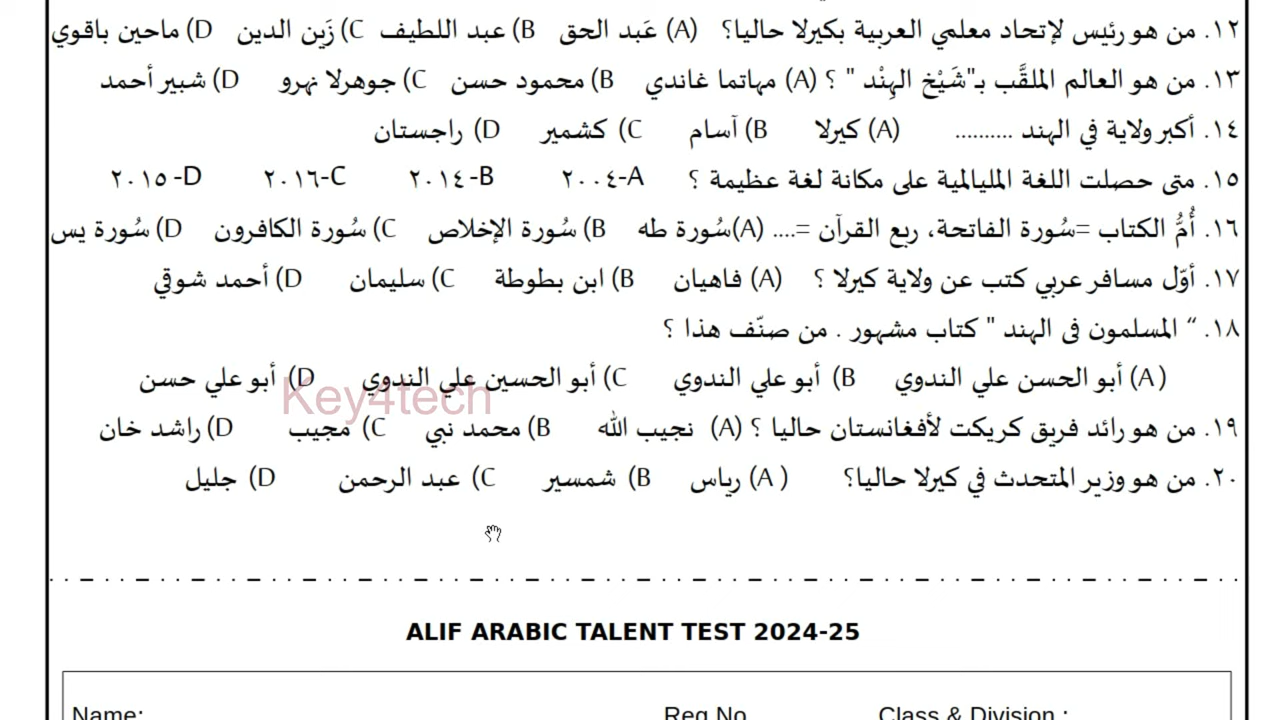 ١٢. من هو رئيس لإتحاد معلمي العربية بكيرلا حاليا؟ A) عَبد الحق B) عبد اللطيف C) زَين الدين D) ماحين باقوي
١٣. من هو العالم الملقَّب بـ"شَيْخ الهِنْد " ؟ A) مهاتما غاندي B) محمود حسن C) جوهرلا نهرو D) شبير أحمد
١٤. أكبر ولاية في الهند .......... A) كيرلا B) آسام C) كشمير D) راجستان
١٥. متى حصلت اللغة المليالمية على مكانة لغة عظيمة ؟ A-٢٠٠٤ B-٢٠١٤ C-٢٠١٦ D-٢٠١٥
١٦. أُمُّ الكتاب =سُورة الفاتحة، ربع القرآن =.... A)سُورة طه B) سُورة الإخلاص C) سُورة الكافرون D) سُورة يس
١٧. أوّل مسافر عربي كتب عن ولاية كيرلا ؟ A) فاهيان B) ابن بطوطة C) سليمان D) أحمد شوقي
١٨. “ المسلمون فى الهند " كتاب مشهور . من صنّف هذا ؟
A) أبو الحسن علي الندوي B) أبو علي الندوي C) أبو الحسين علي الندوي D) أبو علي حسن
Key4tech
١٩. من هو رائد فريق كريكت لأفغانستان حاليا ؟ A) نجيب الله B) محمد نبي C) مجيب D) راشد خان
٢٠. من هو وزير المتحدث في كيرلا حاليا؟ A ) رياس B) شمسير C) عبد الرحمن D) جليل
ALIF ARABIC TALENT TEST 2024-25
Name: Reg No Class & Division :